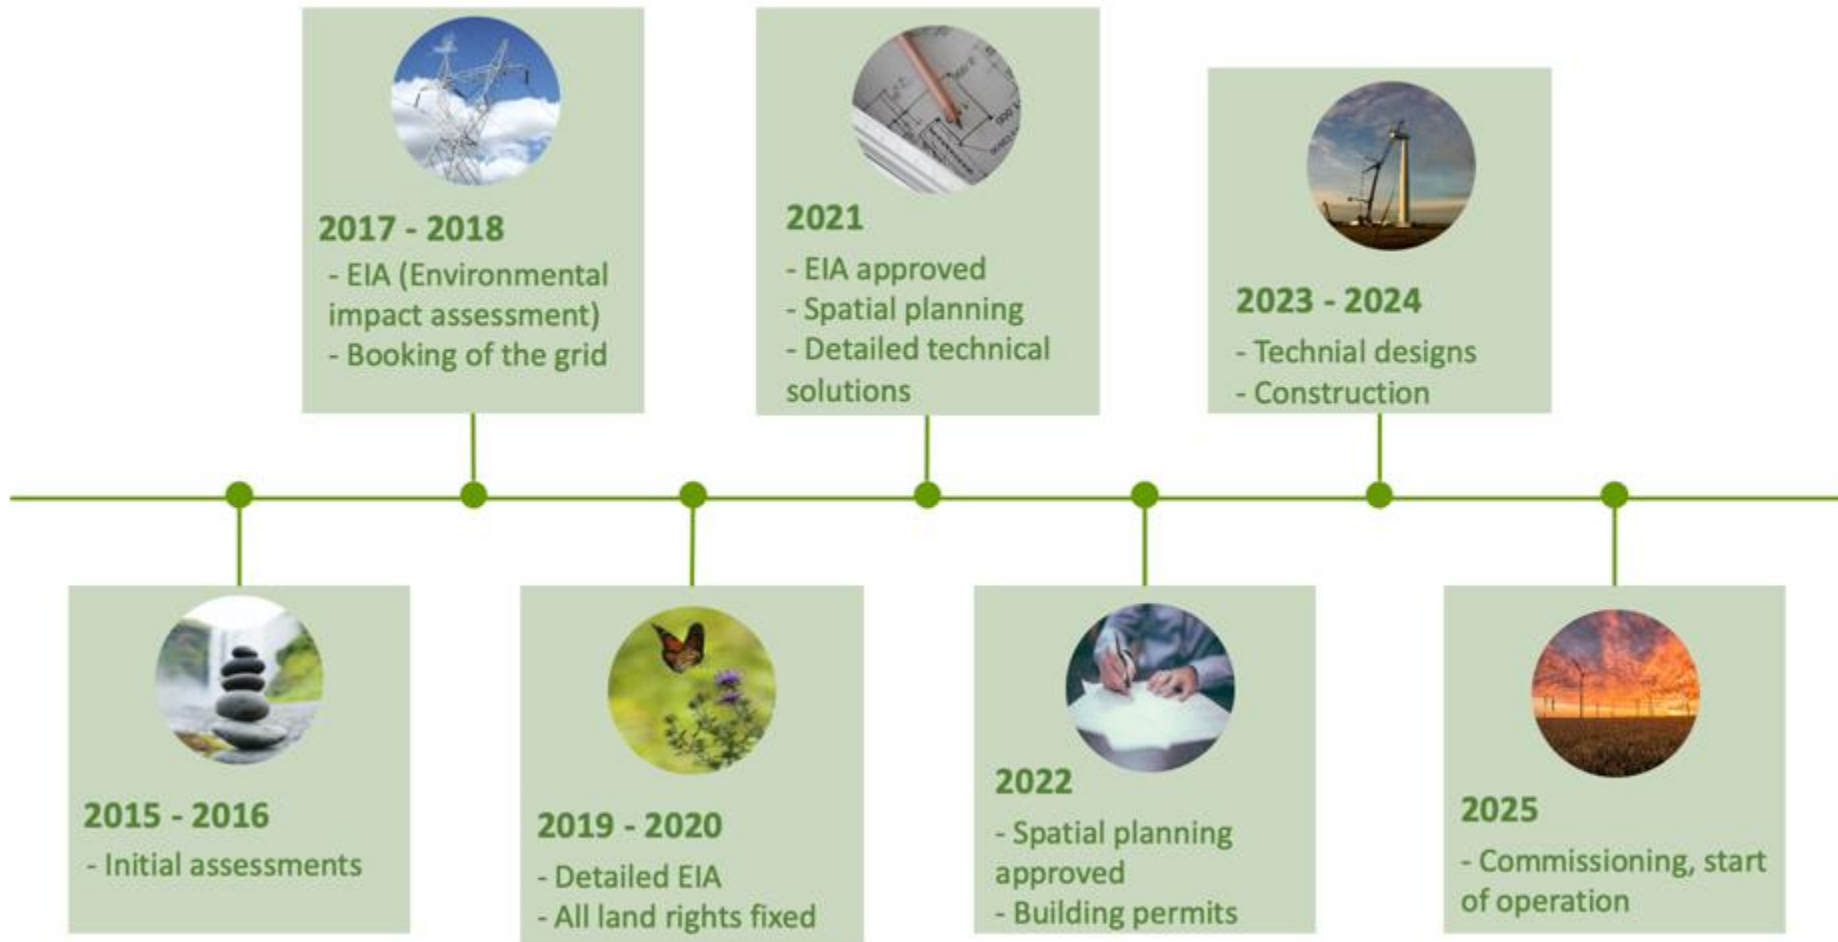 2017 - 2018
- EIA (Environmental
impact assessment)
- Booking of the grid
2021
- EIA approved
- Spatial planning
- Detailed technical
solutions
2023 - 2024
- Technial designs
- Construction
2015 - 2016
- Initial assessments
2019 - 2020
- Detailed EIA
- All land rights fixed
2022
- Spatial planning
approved
- Building permits
2025
- Commissioning, start
of operation